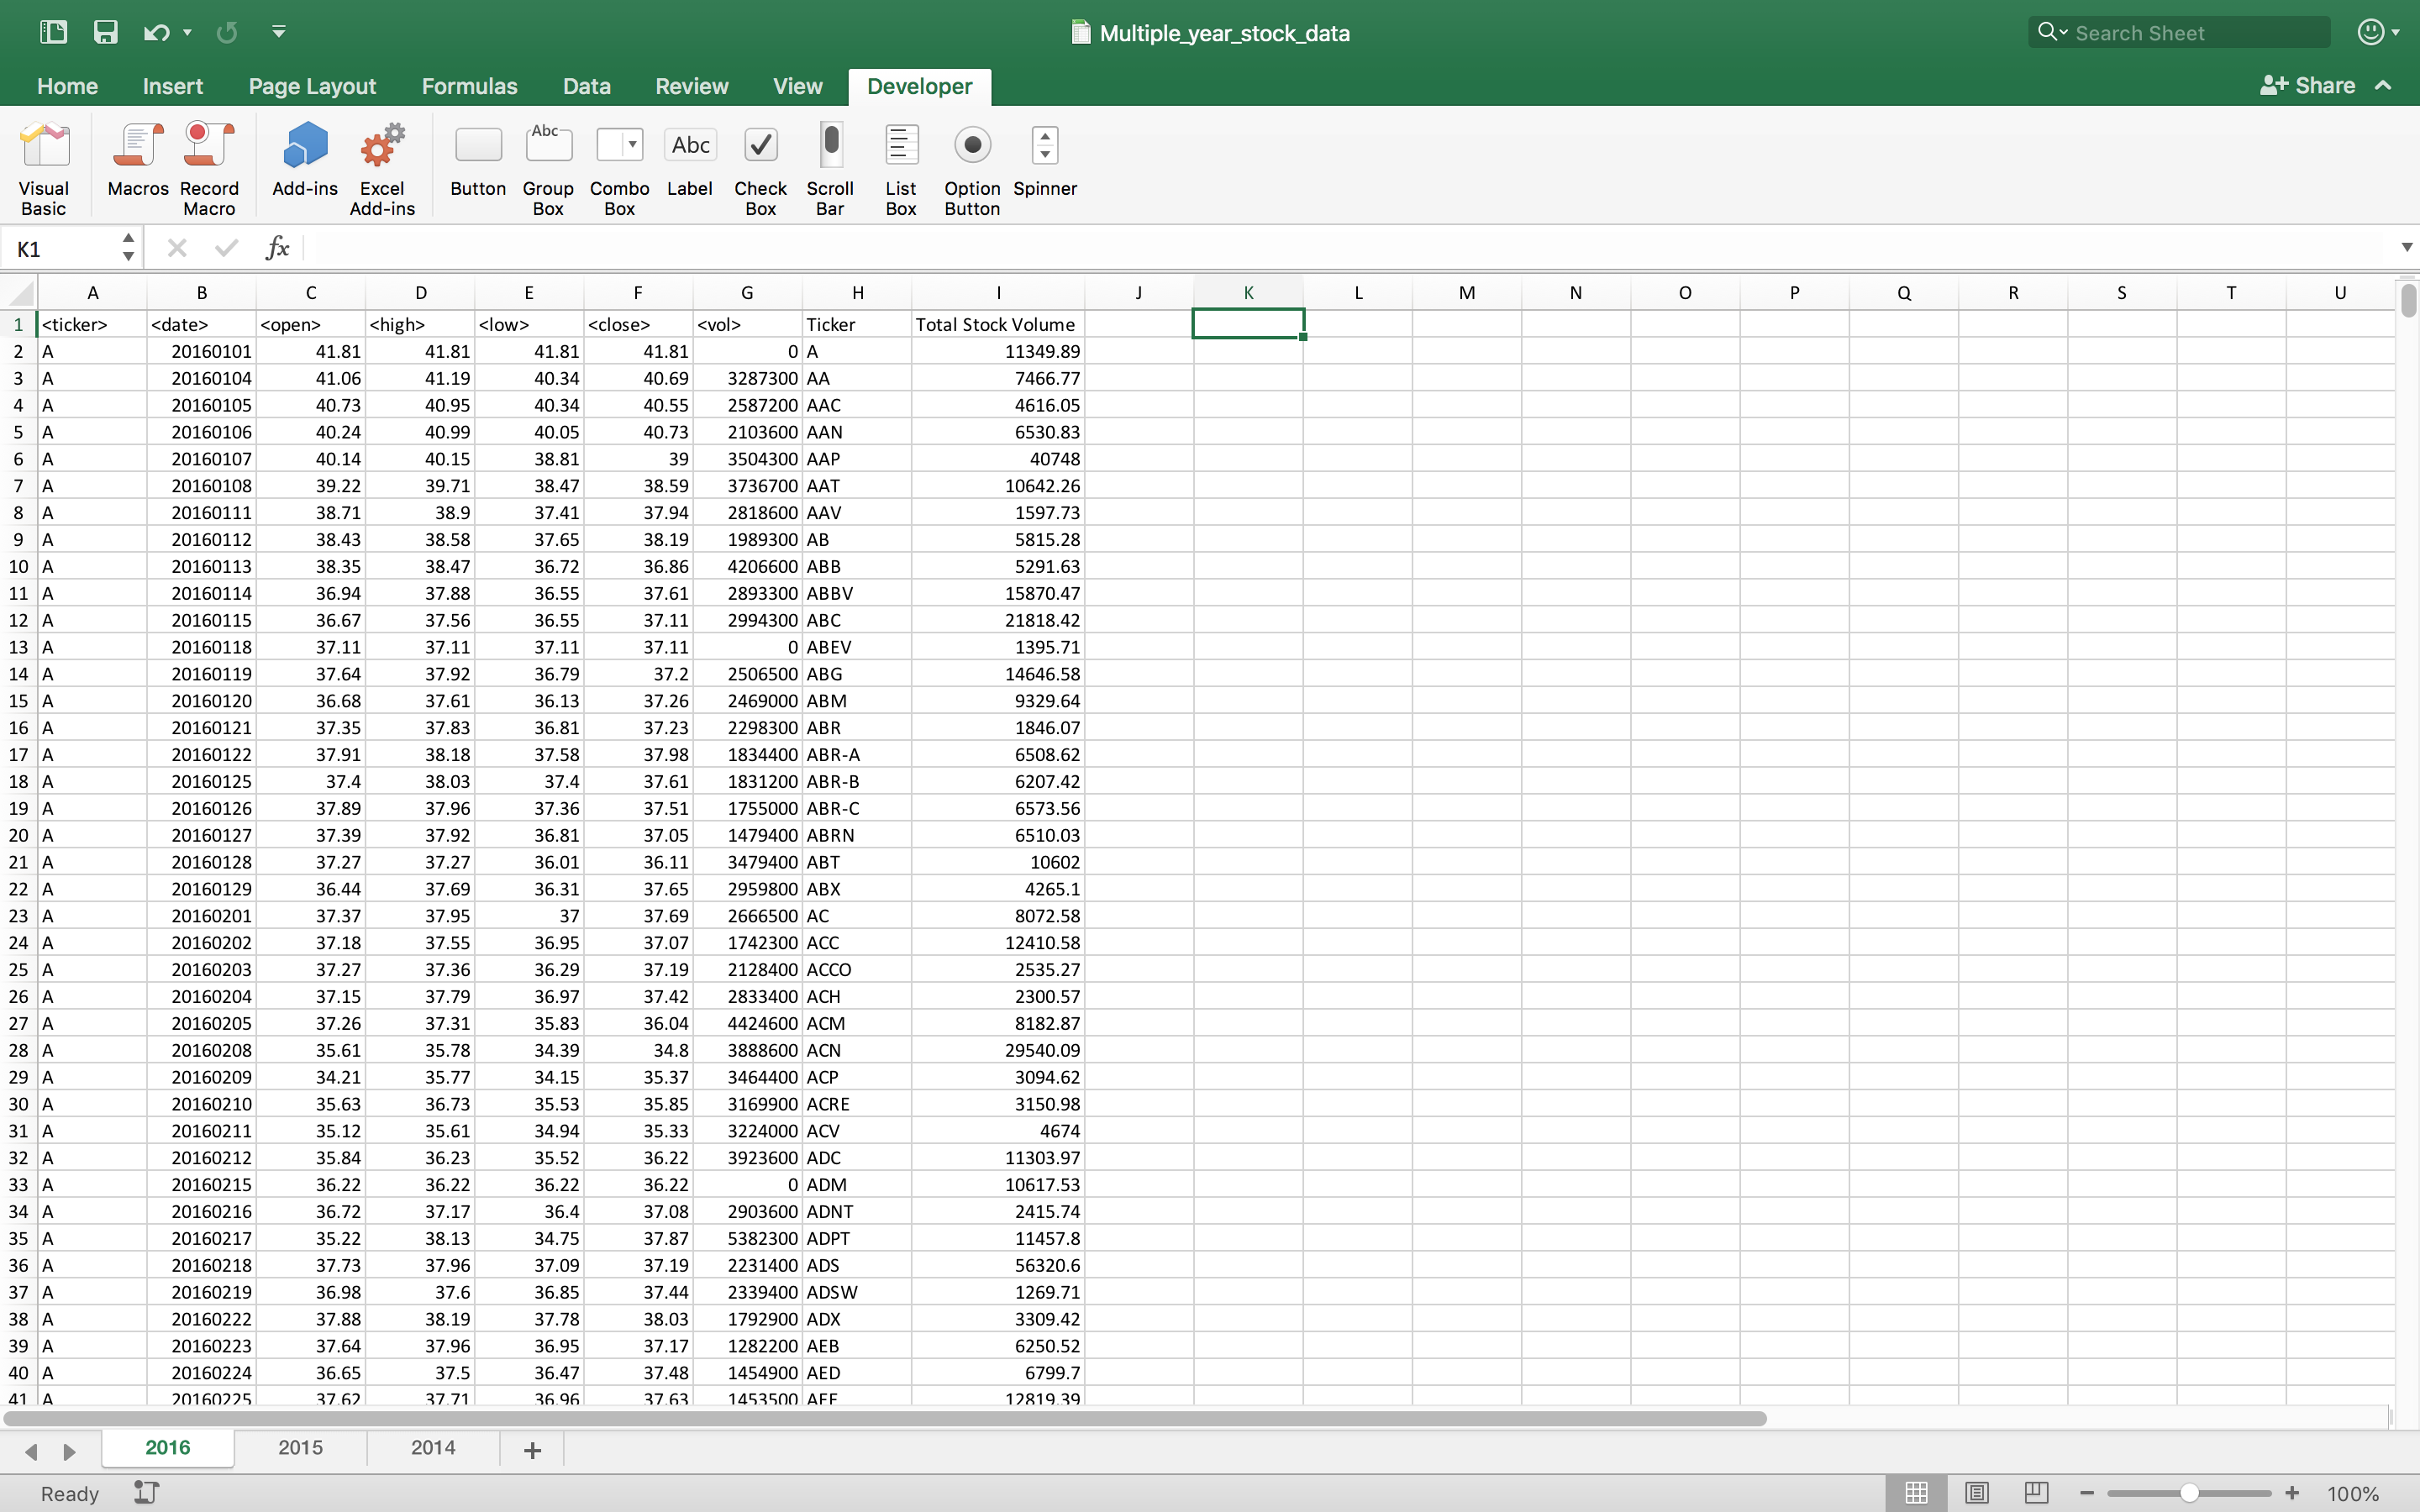 Multiple_year_stock_data
Search Sheet
Home Insert Page Layout Formulas Data Review View Developer Share
Abc Abc
Visual Basic Macros Record Macro Add-ins Excel Add-ins Button Group Box Combo Box Label Check Box Scroll Bar List Box Option Button Spinner
K1 fx
A B C D E F G H I J K L M N O P Q R S T U
1 <ticker> <date> <open> <high> <low> <close> <vol> Ticker Total Stock Volume
2 A 20160101 41.81 41.81 41.81 41.81 0 A 11349.89
3 A 20160104 41.06 41.19 40.34 40.69 3287300 AA 7466.77
4 A 20160105 40.73 40.95 40.34 40.55 2587200 AAC 4616.05
5 A 20160106 40.24 40.99 40.05 40.73 2103600 AAN 6530.83
6 A 20160107 40.14 40.15 38.81 39 3504300 AAP 40748
7 A 20160108 39.22 39.71 38.47 38.59 3736700 AAT 10642.26
8 A 20160111 38.71 38.9 37.41 37.94 2818600 AAV 1597.73
9 A 20160112 38.43 38.58 37.65 38.19 1989300 AB 5815.28
10 A 20160113 38.35 38.47 36.72 36.86 4206600 ABB 5291.63
11 A 20160114 36.94 37.88 36.55 37.61 2893300 ABBV 15870.47
12 A 20160115 36.67 37.56 36.55 37.11 2994300 ABC 21818.42
13 A 20160118 37.11 37.11 37.11 37.11 0 ABEV 1395.71
14 A 20160119 37.64 37.92 36.79 37.2 2506500 ABG 14646.58
15 A 20160120 36.68 37.61 36.13 37.26 2469000 ABM 9329.64
16 A 20160121 37.35 37.83 36.81 37.23 2298300 ABR 1846.07
17 A 20160122 37.91 38.18 37.58 37.98 1834400 ABR-A 6508.62
18 A 20160125 37.4 38.03 37.4 37.61 1831200 ABR-B 6207.42
19 A 20160126 37.89 37.96 37.36 37.51 1755000 ABR-C 6573.56
20 A 20160127 37.39 37.92 36.81 37.05 1479400 ABRN 6510.03
21 A 20160128 37.27 37.27 36.01 36.11 3479400 ABT 10602
22 A 20160129 36.44 37.69 36.31 37.65 2959800 ABX 4265.1
23 A 20160201 37.37 37.95 37 37.69 2666500 AC 8072.58
24 A 20160202 37.18 37.55 36.95 37.07 1742300 ACC 12410.58
25 A 20160203 37.27 37.36 36.29 37.19 2128400 ACCO 2535.27
26 A 20160204 37.15 37.79 36.97 37.42 2833400 ACH 2300.57
27 A 20160205 37.26 37.31 35.83 36.04 4424600 ACM 8182.87
28 A 20160208 35.61 35.78 34.39 34.8 3888600 ACN 29540.09
29 A 20160209 34.21 35.77 34.15 35.37 3464400 ACP 3094.62
30 A 20160210 35.63 36.73 35.53 35.85 3169900 ACRE 3150.98
31 A 20160211 35.12 35.61 34.94 35.33 3224000 ACV 4674
32 A 20160212 35.84 36.23 35.52 36.22 3923600 ADC 11303.97
33 A 20160215 36.22 36.22 36.22 36.22 0 ADM 10617.53
34 A 20160216 36.72 37.17 36.4 37.08 2903600 ADNT 2415.74
35 A 20160217 35.22 38.13 34.75 37.87 5382300 ADPT 11457.8
36 A 20160218 37.73 37.96 37.09 37.19 2231400 ADS 56320.6
37 A 20160219 36.98 37.6 36.85 37.44 2339400 ADSW 1269.71
38 A 20160222 37.88 38.19 37.78 38.03 1792900 ADX 3309.42
39 A 20160223 37.64 37.96 36.95 37.17 1282200 AEB 6250.52
40 A 20160224 36.65 37.5 36.47 37.48 1454900 AED 6799.7
41 A 20160225 37.62 37.71 36.96 37.63 1453500 AEE 12819.39
2016 2015 2014 +
Ready 100%